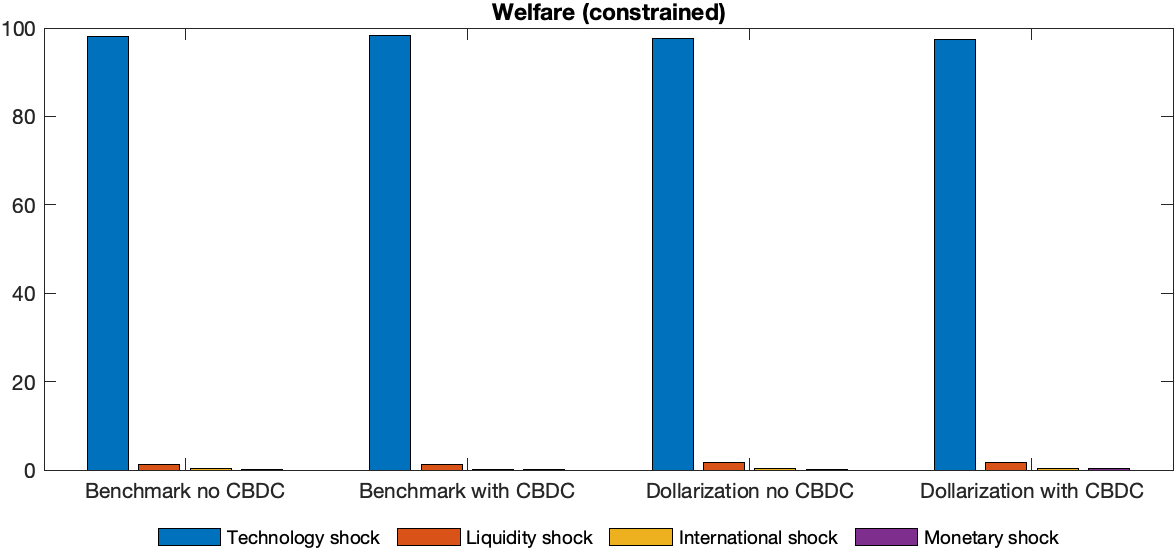 Welfare (constrained)
100
80
60
40
20
0
Benchmark no CBDC Benchmark with CBDC Dollarization no CBDC Dollarization with CBDC
Technology shock Liquidity shock International shock Monetary shock